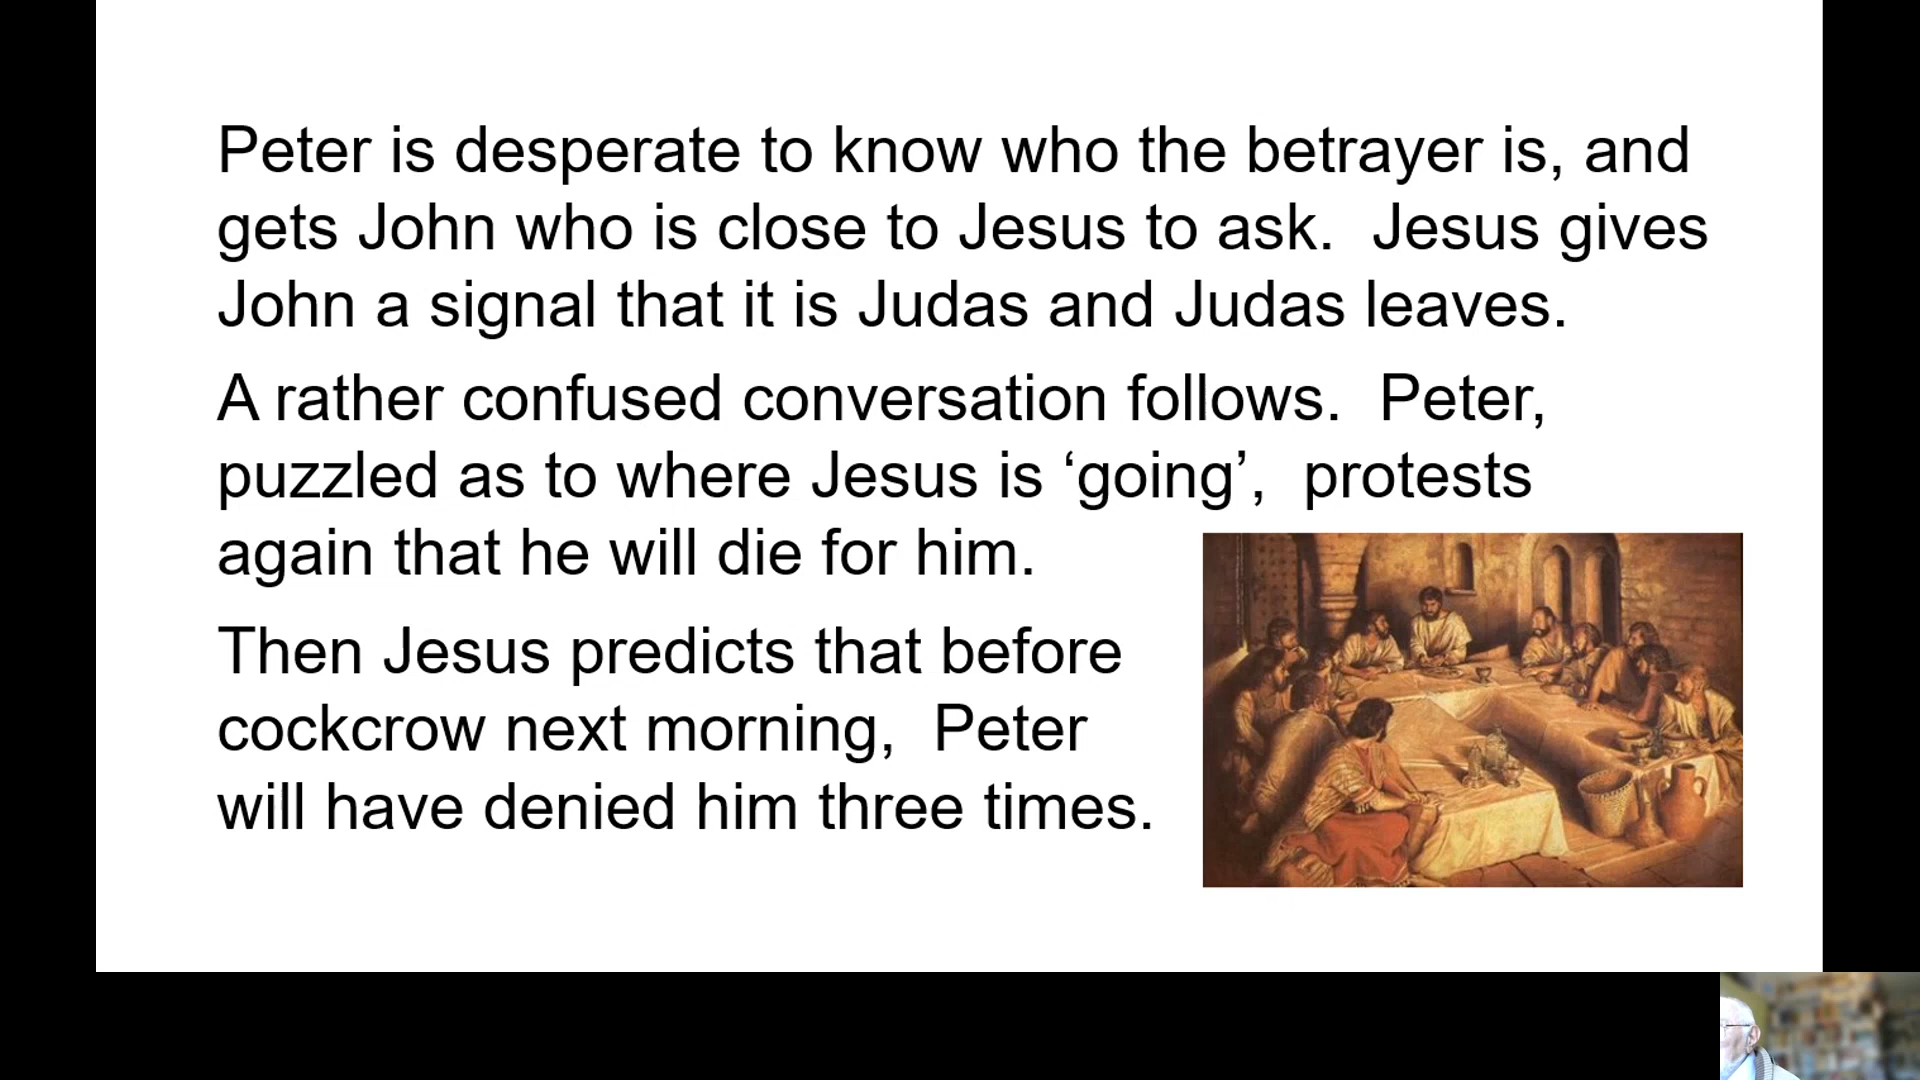 Peter is desperate to know who the betrayer is, and
gets John who is close to Jesus to ask.  Jesus gives
John a signal that it is Judas and Judas leaves.
A rather confused conversation follows.  Peter,
puzzled as to where Jesus is ‘going’,  protests
again that he will die for him.
Then Jesus predicts that before
cockcrow next morning,  Peter
will have denied him three times.